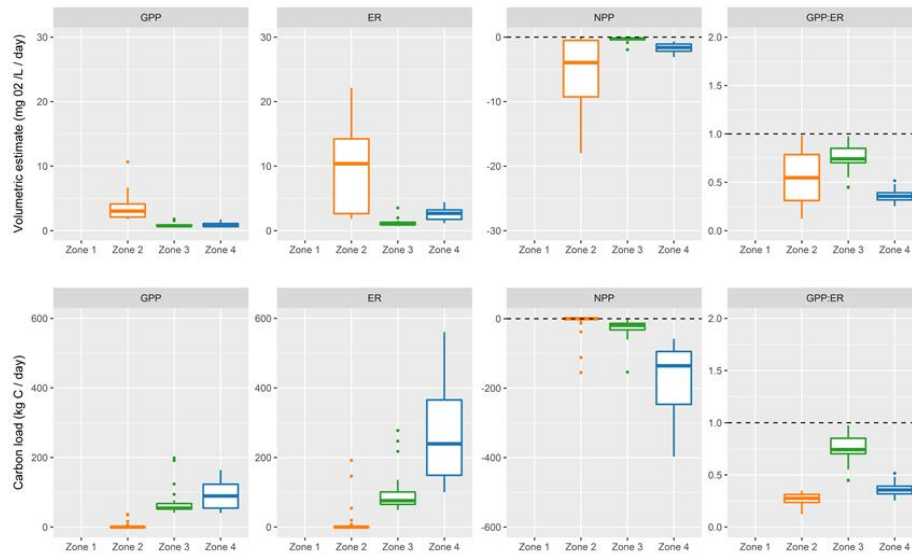 GPP
ER
NPP
GPP:ER
Volumetric estimate (mg 02 /L / day)
30
20
10
0
30
20
10
0
0
-10
-20
-30
2.0
1.5
1.0
0.5
0.0
Zone 1 Zone 2 Zone 3 Zone 4
Zone 1 Zone 2 Zone 3 Zone 4
Zone 1 Zone 2 Zone 3 Zone 4
Zone 1 Zone 2 Zone 3 Zone 4
GPP
ER
NPP
GPP:ER
Carbon load (kg C / day)
600
400
200
0
600
400
200
0
0
-200
-400
-600
2.0
1.5
1.0
0.5
0.0
Zone 1 Zone 2 Zone 3 Zone 4
Zone 1 Zone 2 Zone 3 Zone 4
Zone 1 Zone 2 Zone 3 Zone 4
Zone 1 Zone 2 Zone 3 Zone 4